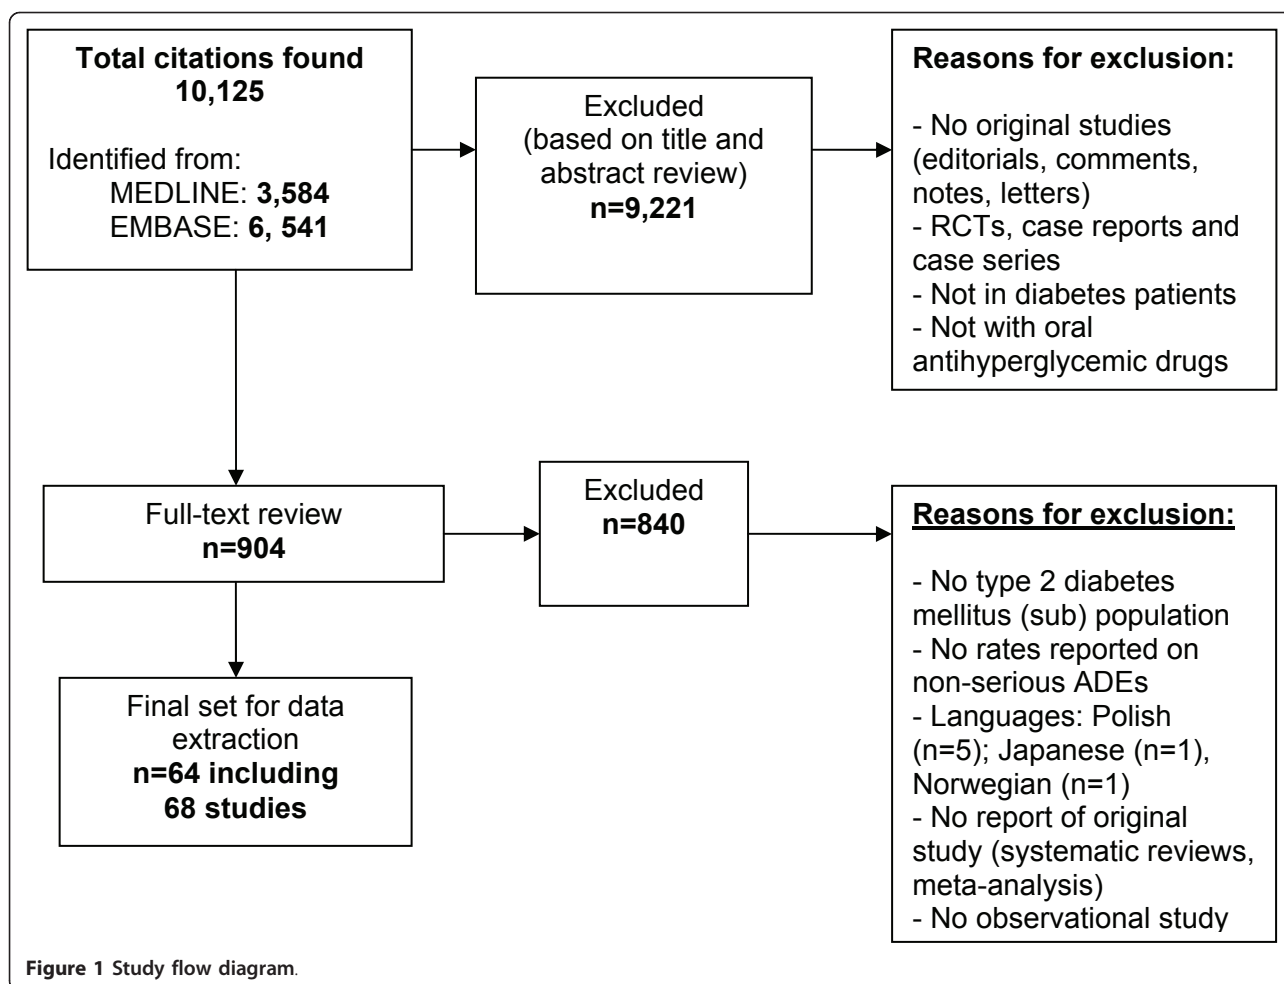 Total citations found
10,125
Identified from:
MEDLINE: 3,584
EMBASE: 6, 541
Excluded
(based on title and
abstract review)
n=9,221
Reasons for exclusion:
- No original studies
(editorials, comments,
notes, letters)
- RCTs, case reports and
case series
- Not in diabetes patients
- Not with oral
antihyperglycemic drugs
Full-text review
n=904
Excluded
n=840
Reasons for exclusion:
- No type 2 diabetes
mellitus (sub) population
- No rates reported on
non-serious ADEs
- Languages: Polish
(n=5); Japanese (n=1),
Norwegian (n=1)
- No report of original
study (systematic reviews,
meta-analysis)
- No observational study
Final set for data
extraction
n=64 including
68 studies
Figure 1 Study flow diagram.